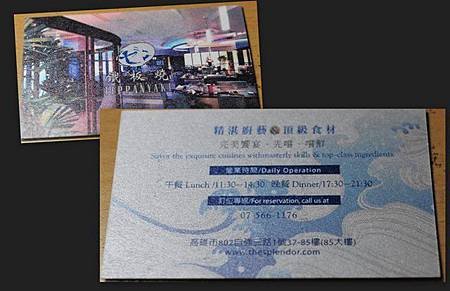 鐵板燒
TEPPANYAKI
精湛廚藝 頂級食材
完美饗宴‧先嚐‧嚐鮮
Savor the exquisite cuisines withmasterly skills & top-class ingredients.
營業時間/Daily Operation
午餐 Lunch /11:30~14:30 晚餐 Dinner/17:30~21:30
訂位專線/For reservation, call us at
07 566-1176
高雄市802自強三路1號37-85樓(85大樓)
www.thesplendor.com